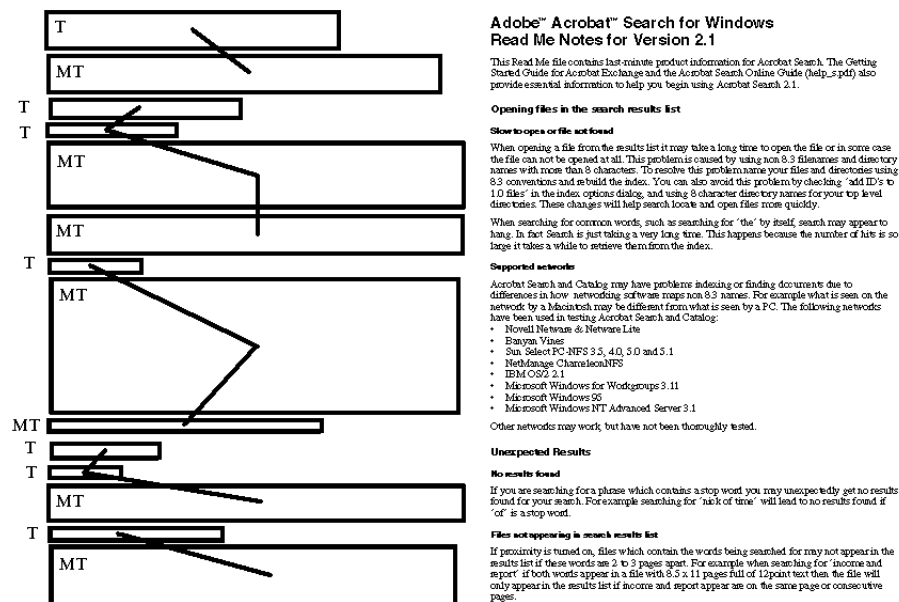 T
MT
T
T
MT
MT
T
MT
MT
T
T
MT
T
MT
Adobe™ Acrobat™ Search for Windows
Read Me Notes for Version 2.1
This Read Me file contains last-minute product information for Acrobat Search. The Getting
Started Guide for Acrobat Exchange and the Acrobat Search Online Guide (help_s.pdf) also
provide essential information to help you begin using Acrobat Search 2.1.
Opening files in the search results list
Slow to open or file not found
When opening a file from the results list it may take a long time to open the file or in some case
the file can not be opened at all. This problem is caused by using non 8.3 filenames and directory
names with more than 8 characters. To resolve this problem name your files and directories using
8.3 conventions and rebuild the index. You can also avoid this problem by checking ´add ID's to
1.0 files´ in the index options dialog, and using 8 character directory names for your top level
directories. These changes will help search locate and open files more quickly.
When searching for common words, such as searching for ´the´ by itself, search may appear to
hang. In fact Search is just taking a very long time. This happens because the number of hits is so
large it takes a while to retrieve them from the index.
Supported networks
Acrobat Search and Catalog may have problems indexing or finding documents due to
differences in how networking software maps non 8.3 names. For example what is seen on the
network by a Macintosh may be different from what is seen by a PC. The following networks
have been used in testing Acrobat Search and Catalog:
• Novell Netware & Netware Lite
• Banyan Vines
• Sun Select PC-NFS 3.5, 4.0, 5.0 and 5.1
• NetManage ChameleonNFS
• IBM OS/2 2.1
• Microsoft Windows for Workgroups 3.11
• Microsoft Windows 95
• Microsoft Windows NT Advanced Server 3.1
Other networks may work, but have not been thoroughly tested.
Unexpected Results
No results found
If you are searching for a phrase which contains a stop word you may unexpectedly get no results
found for your search. For example searching for ´nick of time´ will lead to no results found if
´of´ is a stop word.
Files not appearing in search results list
If proximity is turned on, files which contain the words being searched for may not appear in the
results list if these words are 2 to 3 pages apart. For example when searching for ´income and
report´ if both words appear in a file with 8.5 x 11 pages full of 12point text then the file will
only appear in the results list if income and report appear are on the same page or consecutive
pages.